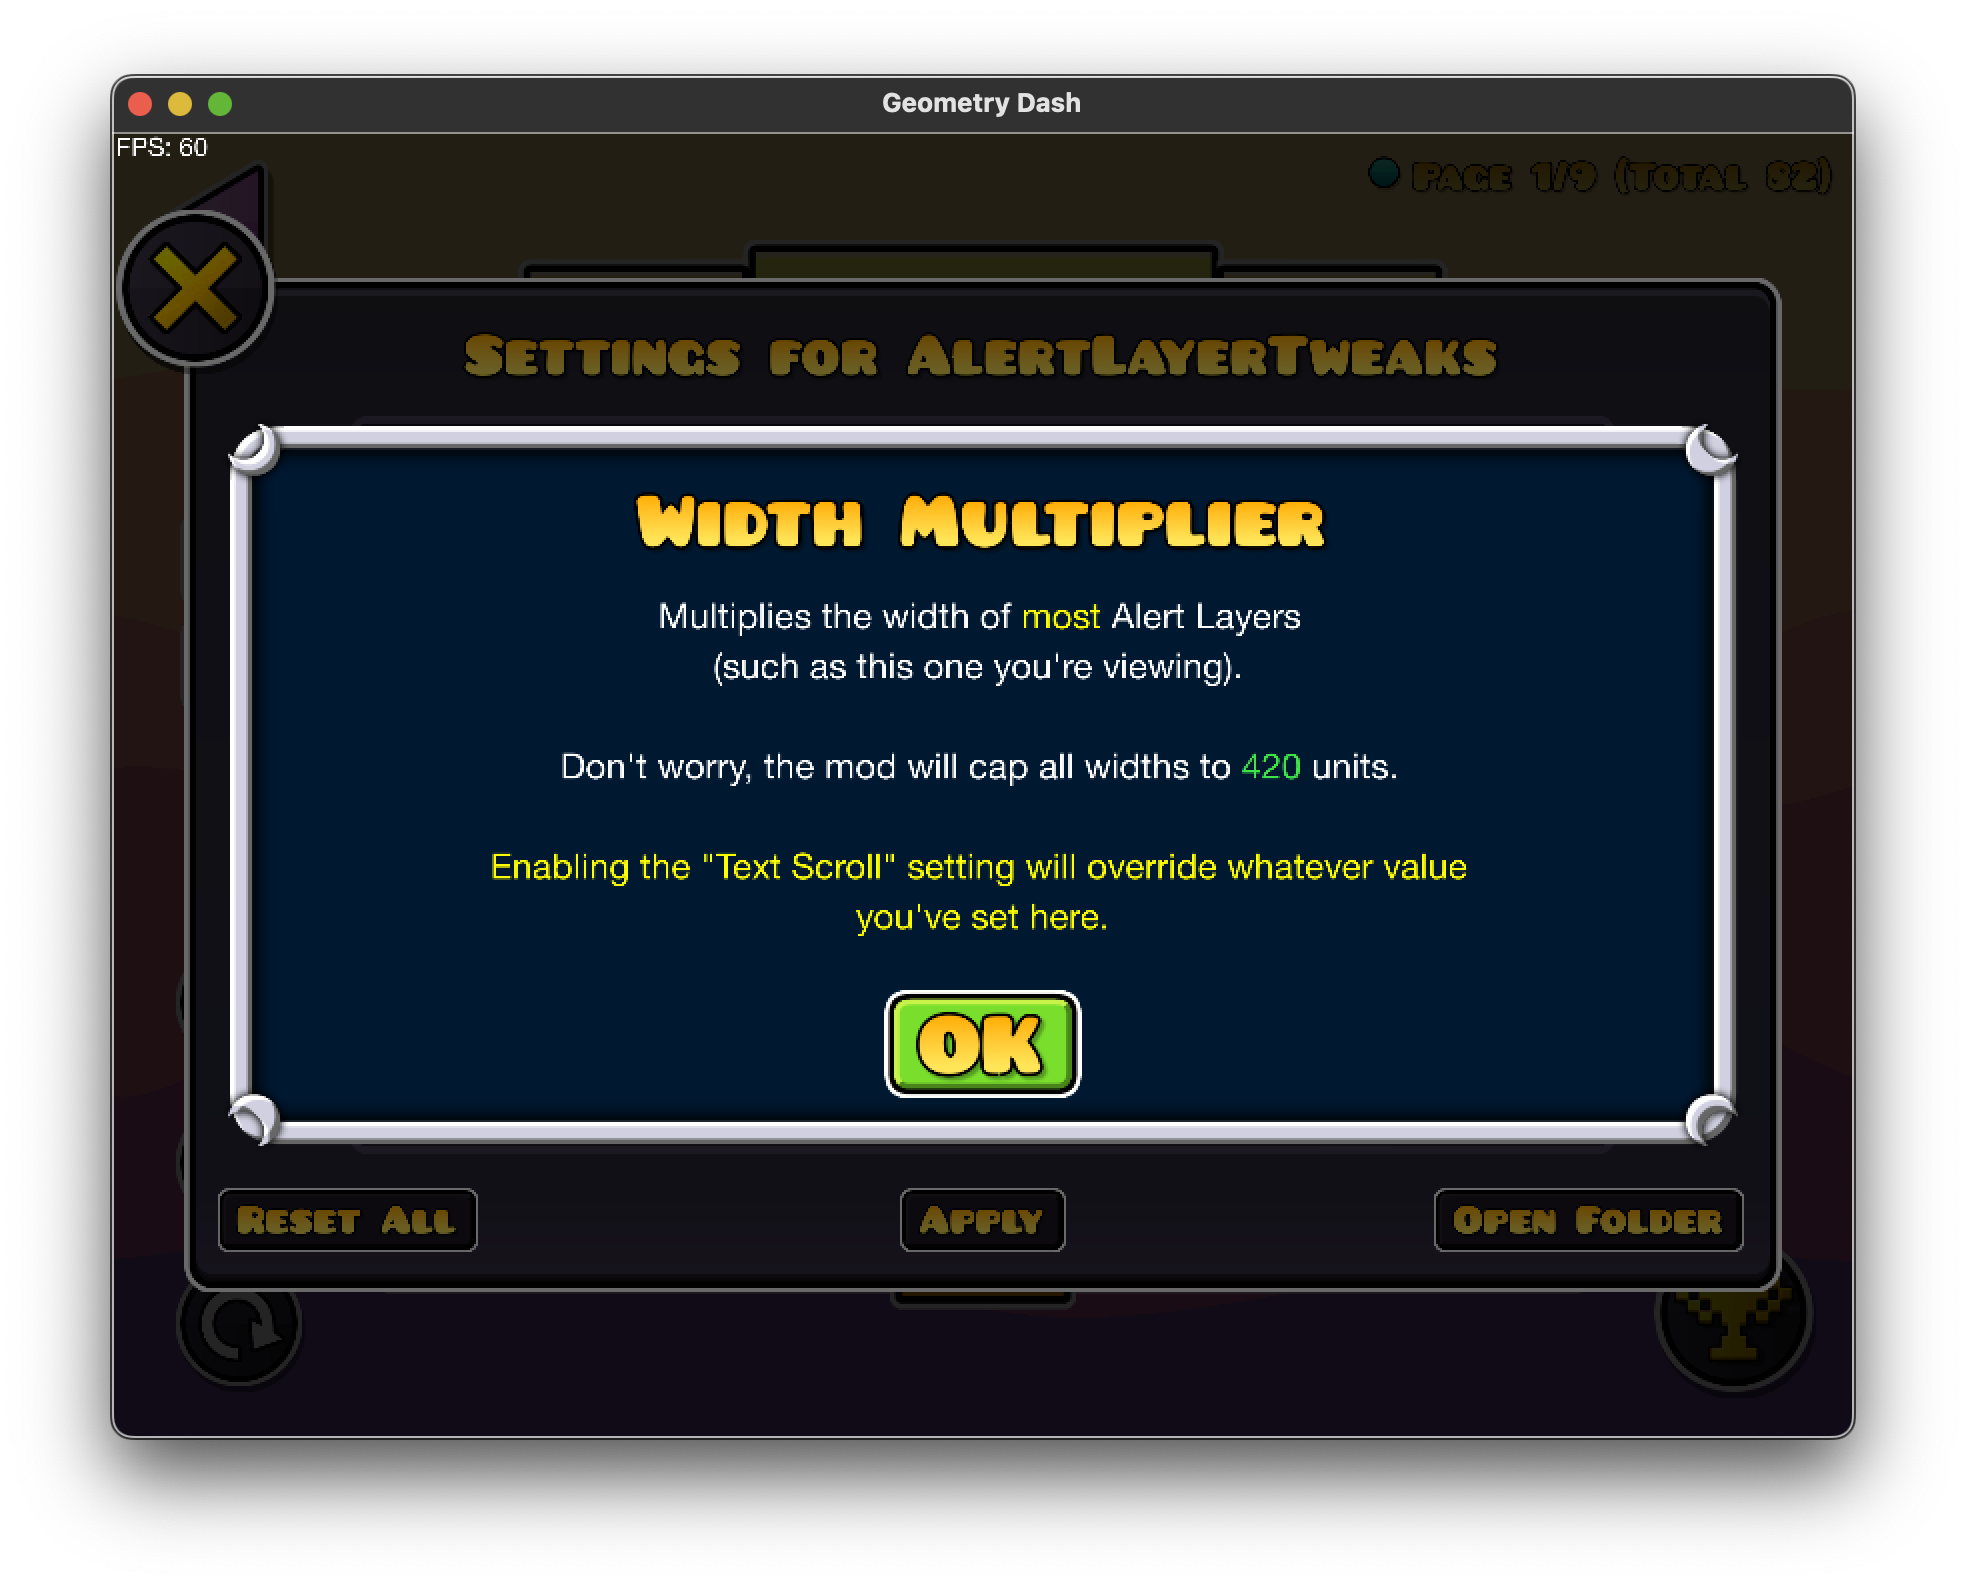 Geometry Dash
FPS: 60
Page 1/9 (Total 82)
Settings for AlertLayerTweaks
Width Multiplier
Multiplies the width of most Alert Layers
(such as this one you're viewing).
Don't worry, the mod will cap all widths to 420 units.
Enabling the "Text Scroll" setting will override whatever value
you've set here.
OK
Reset All
Apply
Open Folder